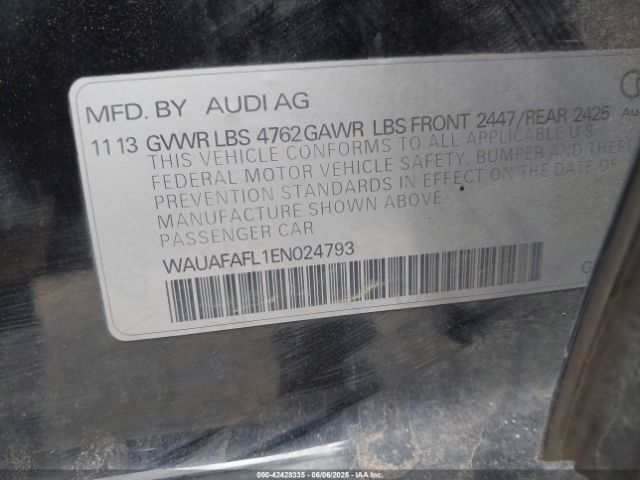 MFD. BY AUDI AG
11 13 GVWR LBS 4762 GAWR LBS FRONT 2447/REAR 2425
THIS VEHICLE CONFORMS TO ALL APPLICABLE U S
FEDERAL MOTOR VEHICLE SAFETY, BUMPER AND THEFT
PREVENTION STANDARDS IN EFFECT ON THE DATE OF
MANUFACTURE SHOWN ABOVE
PASSENGER CAR
WAUAFAFL1EN024793
000-42428335 - 06/06/2025 - IAA, Inc.